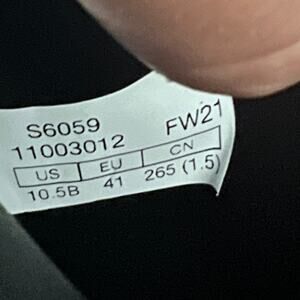 S6059 FW21
11003012
US EU CN
10.5B 41 265 (1.5)